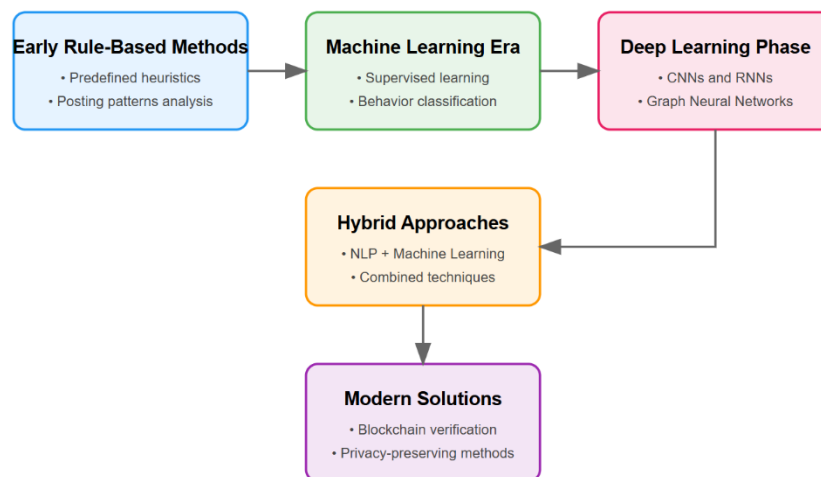 Early Rule-Based Methods
• Predefined heuristics
• Posting patterns analysis
Machine Learning Era
• Supervised learning
• Behavior classification
Deep Learning Phase
• CNNs and RNNs
• Graph Neural Networks
Hybrid Approaches
• NLP + Machine Learning
• Combined techniques
Modern Solutions
• Blockchain verification
• Privacy-preserving methods